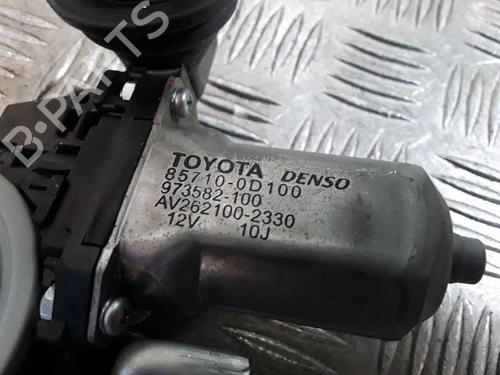 B-PARTS
TOYOTA DENSO
85710-0D100
973582-100
AV262100-2330
12V 10J